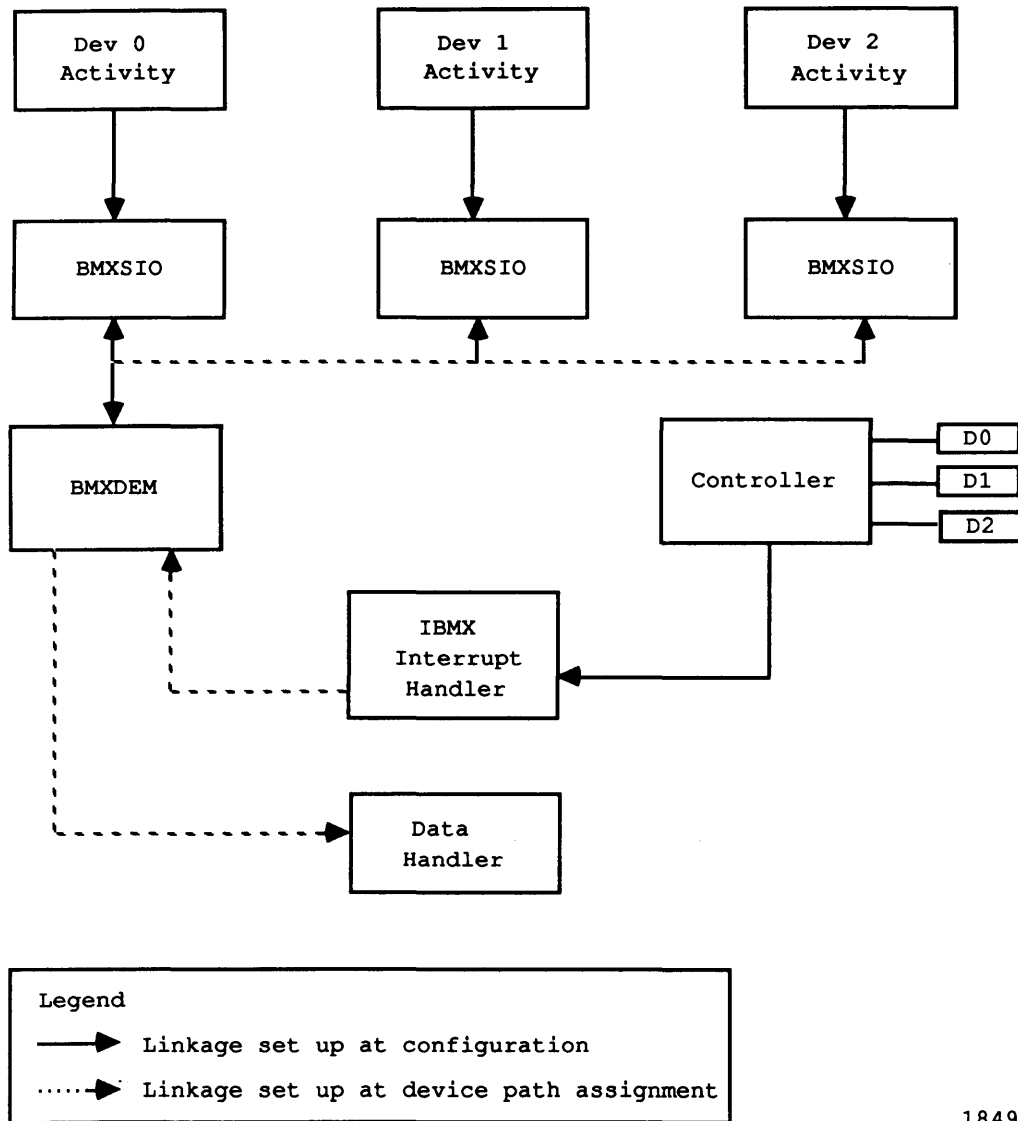 Dev 0
Activity
Dev 1
Activity
Dev 2
Activity
BMXSIO
BMXSIO
BMXSIO
BMXDEM
Controller
D0
D1
D2
IBMX
Interrupt
Handler
Data
Handler
Legend
Linkage set up at configuration
Linkage set up at device path assignment
1849